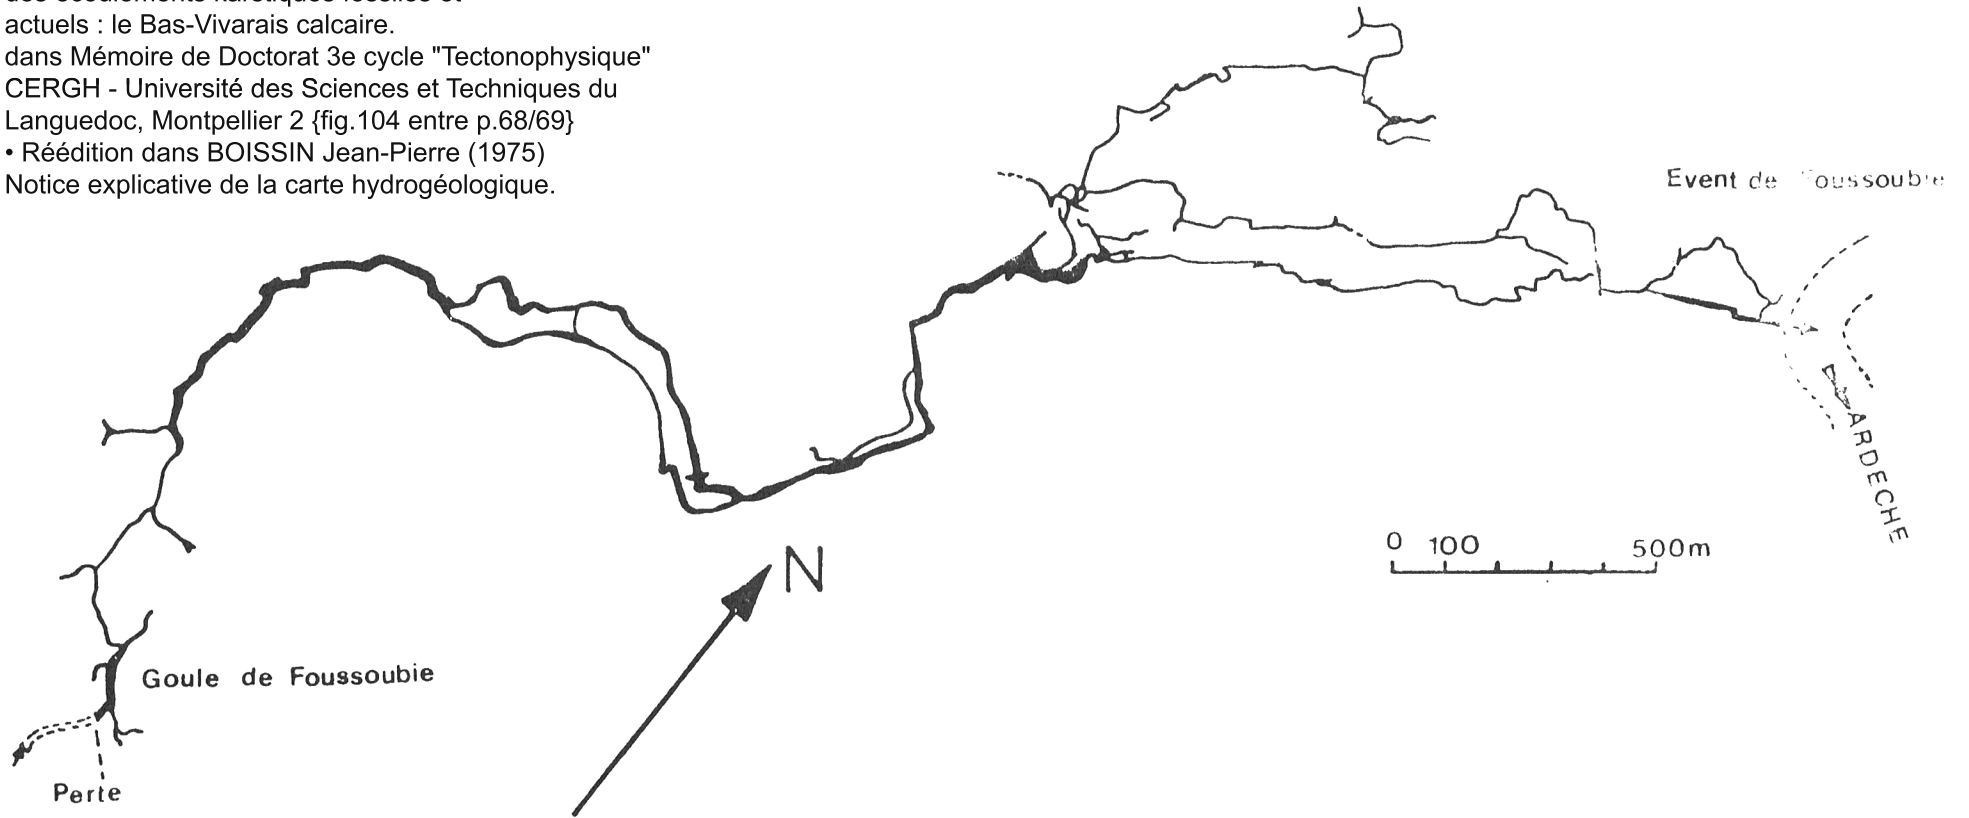 actuels : le Bas-Vivarais calcaire.
dans Mémoire de Doctorat 3e cycle "Tectonophysique"
CERGH - Université des Sciences et Techniques du
Languedoc, Montpellier 2 {fig.104 entre p.68/69}
• Réédition dans BOISSIN Jean-Pierre (1975)
Notice explicative de la carte hydrogéologique.
Event de
ARDECHE
N
0 100 500m
Goule de Foussoubie
Perte